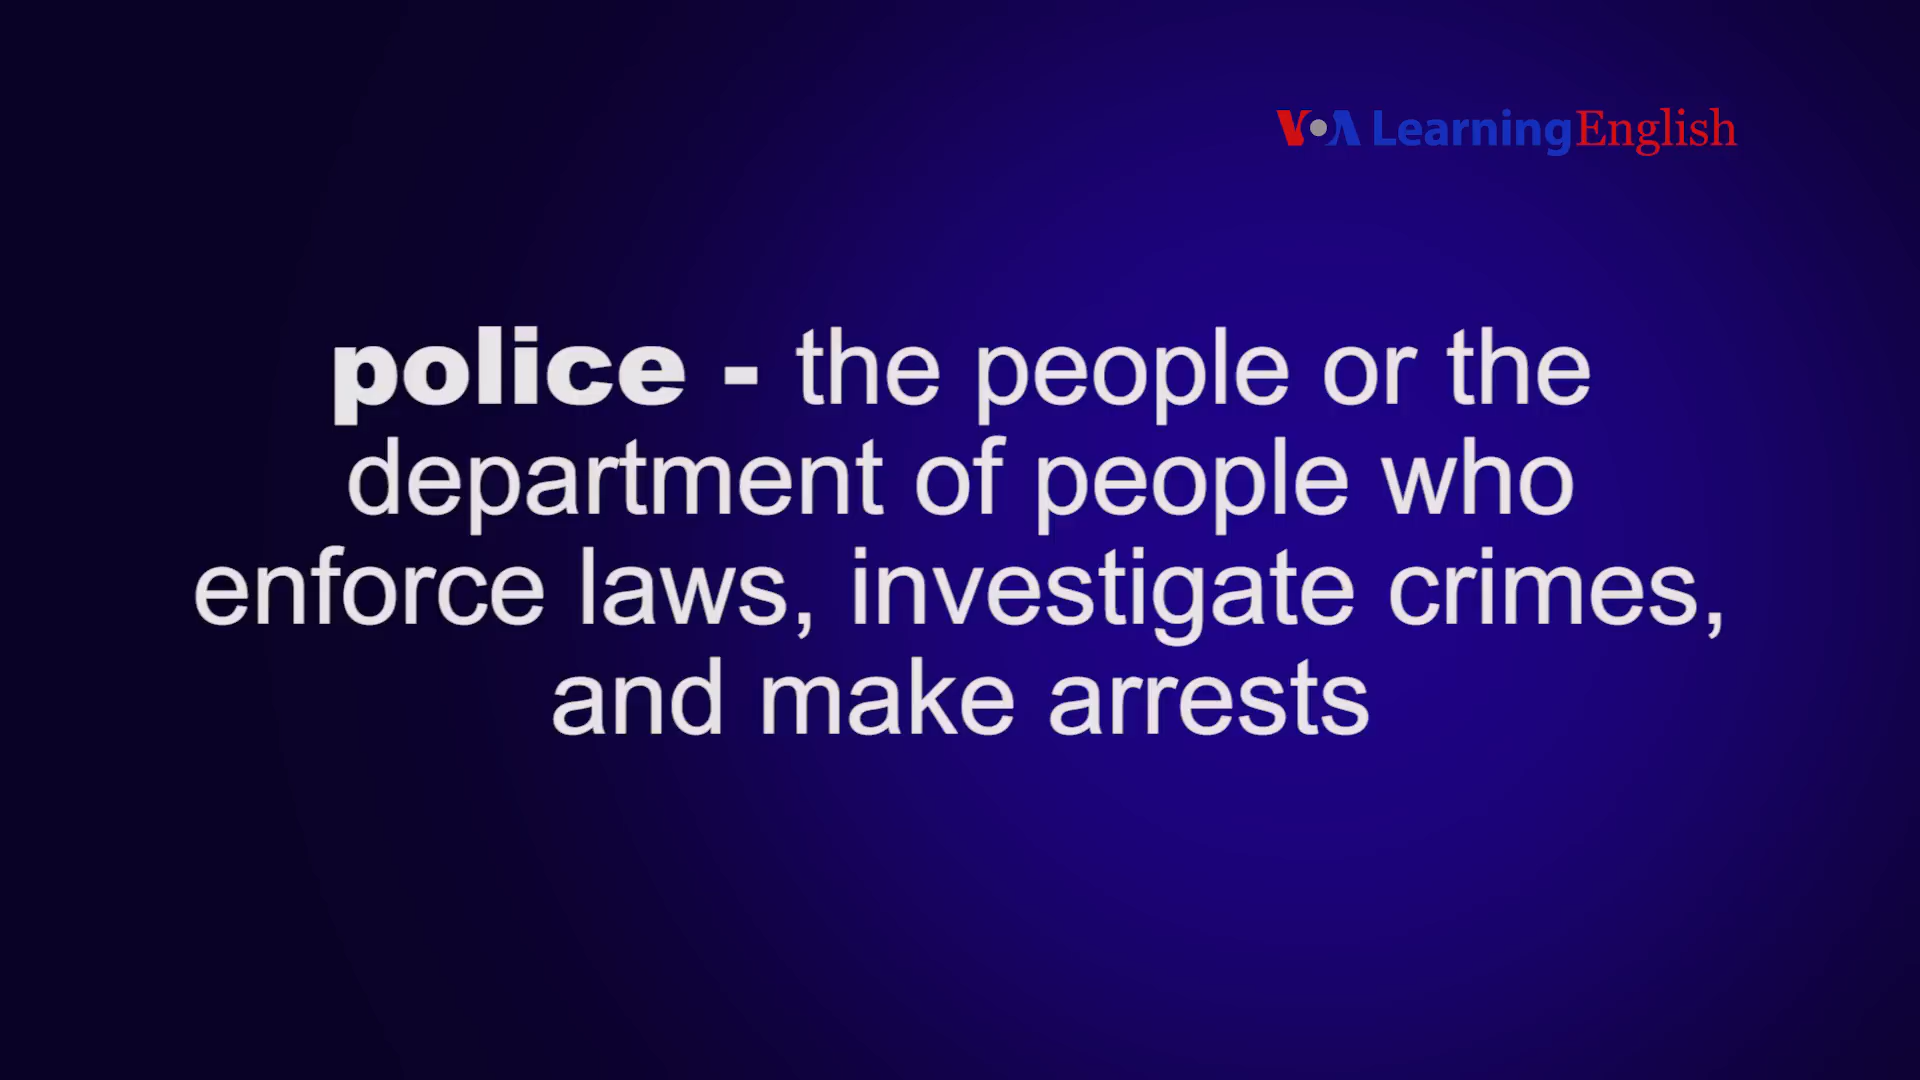 VOA LearningEnglish
police - the people or the
department of people who
enforce laws, investigate crimes,
and make arrests